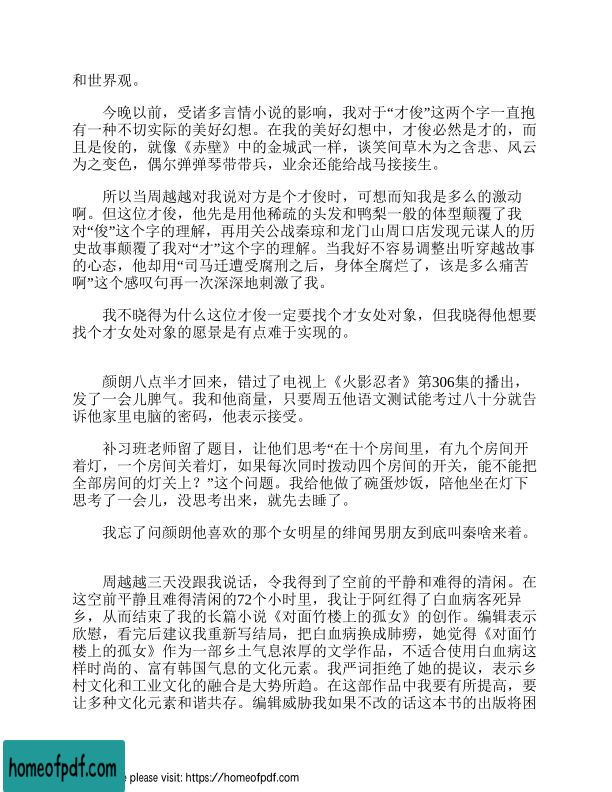 和世界观。
今晚以前，受诸多言情小说的影响，我对于“才俊”这两个字一直抱
有一种不切实际的美好幻想。在我的美好幻想中，才俊必然是才的，而
且是俊的，就像《赤壁》中的金城武一样，谈笑间草木为之含悲、风云
为之变色，偶尔弹弹琴带带兵，业余还能给战马接接生。
所以当周越越对我说对方是个才俊时，可想而知我是多么的激动
啊。但这位才俊，他先是用他稀疏的头发和鸭梨一般的体型颠覆了我
对“俊”这个字的理解，再用关公战秦琼和龙门山周口店发现元谋人的历
史故事颠覆了我对“才”这个字的理解。当我好不容易调整出听穿越故事
的心态，他却用“司马迁遭受腐刑之后，身体全腐烂了，该是多么痛苦
啊”这个感叹句再一次深深地刺激了我。
我不晓得为什么这位才俊一定要找个才女处对象，但我晓得他想要
找个才女处对象的愿景是有点难于实现的。
颜朗八点半才回来，错过了电视上《火影忍者》第306集的播出，
发了一会儿脾气。我和他商量，只要周五他语文测试能考过八十分就告
诉他家里电脑的密码，他表示接受。
补习班老师留了题目，让他们思考“在十个房间里，有九个房间开
着灯，一个房间关着灯，如果每次同时拨动四个房间的开关，能不能把
全部房间的灯关上？”这个问题。我给他做了碗蛋炒饭，陪他坐在灯下
思考了一会儿，没思考出来，就先去睡了。
我忘了问颜朗他喜欢的那个女明星的绯闻男朋友到底叫秦啥来着。
周越越三天没跟我说话，令我得到了空前的平静和难得的清闲。在
这空前平静且难得清闲的72个小时里，我让于阿红得了白血病客死异
乡，从而结束了我的长篇小说《对面竹楼上的孤女》的创作。编辑表示
欣慰，看完后建议我重新写结局，把白血病换成肺痨，她觉得《对面竹
楼上的孤女》作为一部乡土气息浓厚的文学作品，不适合使用白血病这
样时尚的、富有韩国气息的文化元素。我严词拒绝了她的提议，表示乡
村文化和工业文化的融合是大势所趋。在这部作品中我要有所提高，要
让多种文化元素和谐共存。编辑威胁我如果不改的话这本书的出版将困
homeofpdf.com
e please visit: https://homeofpdf.com